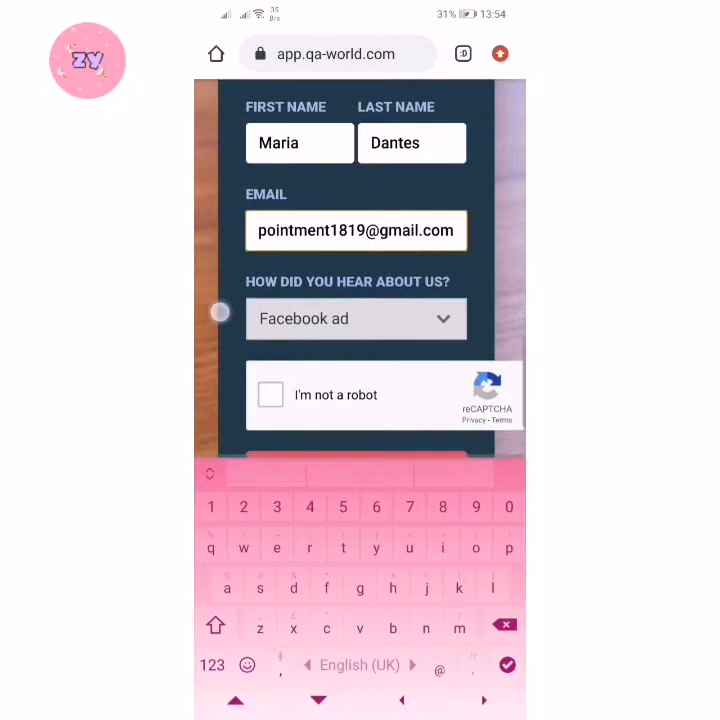 35
B/s
31% 13:54
ZY
app.qa-world.com
:D
FIRST NAME LAST NAME
Maria Dantes
EMAIL
pointment1819@gmail.com
HOW DID YOU HEAR ABOUT US?
Facebook ad
I'm not a robot
reCAPTCHA
Privacy - Terms
1 2 3 4 5 6 7 8 9 0
q w e r t y u i o p
a s d f g h j k l
z x c v b n m
123 , English (UK) @ .